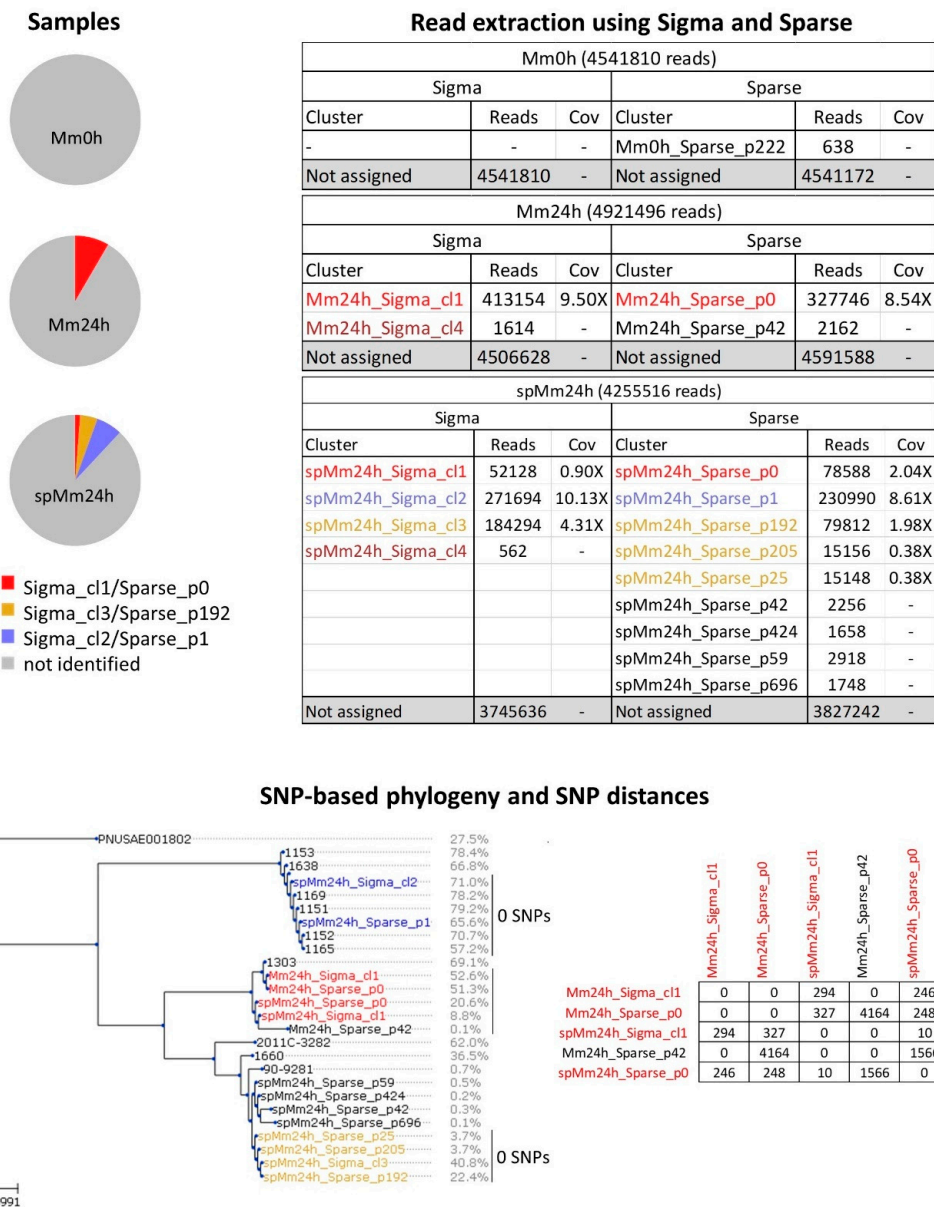 Samples
Read extraction using Sigma and Sparse
Mm0h
Mm24h
spMm24h
Sigma_cl1/Sparse_p0
Sigma_cl3/Sparse_p192
Sigma_cl2/Sparse_p1
not identified
Mm0h (4541810 reads)
Sigma Sparse
Cluster Reads Cov Cluster Reads Cov
- - - Mm0h_Sparse_p222 638 -
Not assigned 4541810 - Not assigned 4541172 -
Mm24h (4921496 reads)
Sigma Sparse
Cluster Reads Cov Cluster Reads Cov
Mm24h_Sigma_cl1 413154 9.50X Mm24h_Sparse_p0 327746 8.54X
Mm24h_Sigma_cl4 1614 - Mm24h_Sparse_p42 2162 -
Not assigned 4506628 - Not assigned 4591588 -
spMm24h (4255516 reads)
Sigma Sparse
Cluster Reads Cov Cluster Reads Cov
spMm24h_Sigma_cl1 52128 0.90X spMm24h_Sparse_p0 78588 2.04X
spMm24h_Sigma_cl2 271694 10.13X spMm24h_Sparse_p1 230990 8.61X
spMm24h_Sigma_cl3 184294 4.31X spMm24h_Sparse_p192 79812 1.98X
spMm24h_Sigma_cl4 562 - spMm24h_Sparse_p205 15156 0.38X
spMm24h_Sparse_p25 15148 0.38X
spMm24h_Sparse_p42 2256 -
spMm24h_Sparse_p424 1658 -
spMm24h_Sparse_p59 2918 -
spMm24h_Sparse_p696 1748 -
Not assigned 3745636 - Not assigned 3827242 -
SNP-based phylogeny and SNP distances
PNUSAE001802 27.5%
1153 78.4%
1638 66.8%
spMm24h_Sigma_cl2 71.0%
1169 78.2%
1151 79.2%
spMm24h_Sparse_p1 65.6%
1152 70.7%
1165 57.2%
0 SNPs
1303 69.1%
Mm24h_Sigma_cl1 52.6%
Mm24h_Sparse_p0 51.3%
spMm24h_Sparse_p0 20.6%
spMm24h_Sigma_cl1 8.8%
Mm24h_Sparse_p42 0.1%
2011C-3282 62.0%
1660 36.5%
90-9281 0.7%
spMm24h_Sparse_p59 0.5%
spMm24h_Sparse_p424 0.2%
spMm24h_Sparse_p42 0.3%
spMm24h_Sparse_p696 0.1%
spMm24h_Sparse_p25 3.7%
spMm24h_Sparse_p205 3.7%
spMm24h_Sigma_cl3 40.8%
spMm24h_Sparse_p192 22.4%
0 SNPs
991
Mm24h_Sigma_cl1 Mm24h_Sparse_p0 spMm24h_Sigma_cl1 Mm24h_Sparse_p42 spMm24h_Sparse_p0
Mm24h_Sigma_cl1 0 0 294 0 246
Mm24h_Sparse_p0 0 0 327 4164 248
spMm24h_Sigma_cl1 294 327 0 0 10
Mm24h_Sparse_p42 0 4164 0 0 1566
spMm24h_Sparse_p0 246 248 10 1566 0